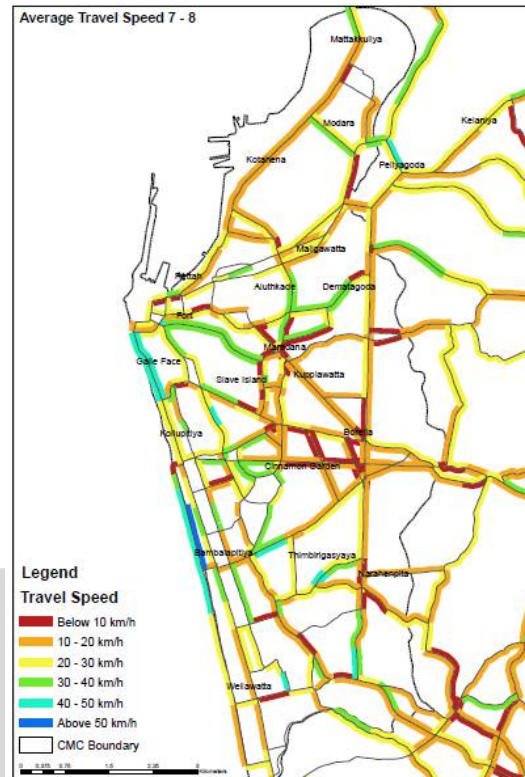 Average Travel Speed 7 - 8
Mattakkuliya
Modara
Kelaniya
Kotahena
Peliyagoda
Maligawatta
Pettah
Aluthkade
Dematagoda
Fort
Maradana
Galle Face
Slave Island
Kuppiawatta
Kollupitiya
Borella
Cinnamon Garden
Bambalapitiya
Thimbirigasyaya
Narahenpita
Wellawatta
Legend
Travel Speed
Below 10 km/h
10 - 20 km/h
20 - 30 km/h
30 - 40 km/h
40 - 50 km/h
Above 50 km/h
CMC Boundary
Kilometers